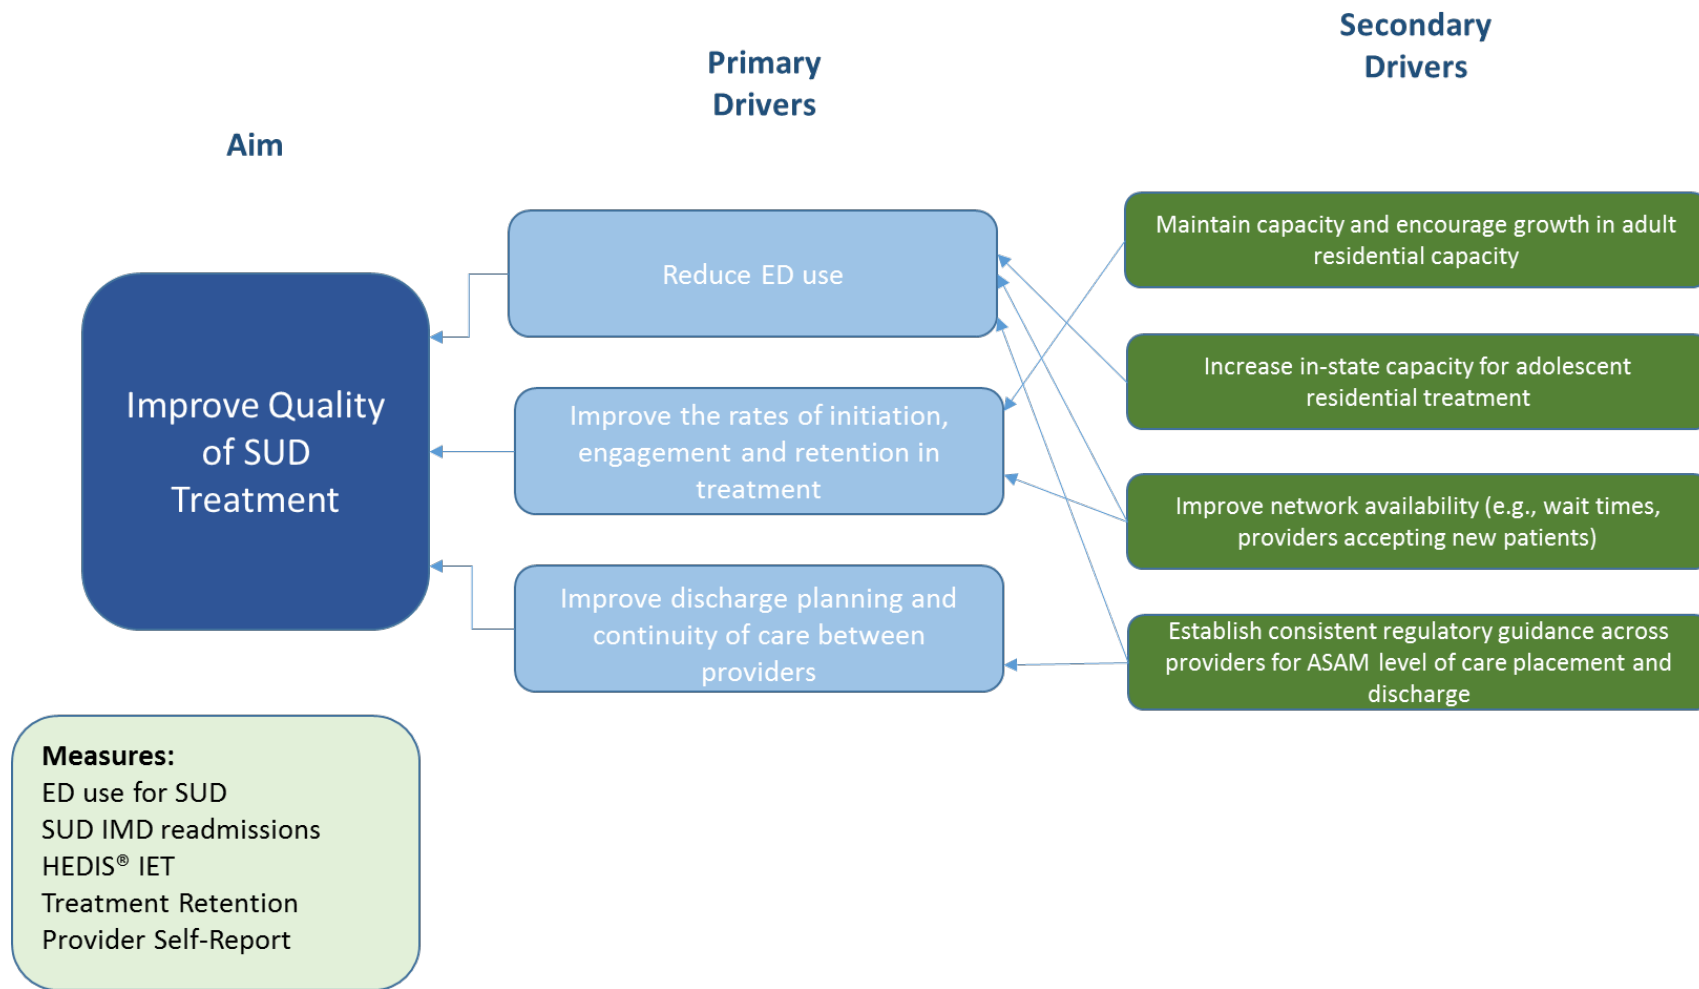 Aim
Primary
Drivers
Secondary
Drivers
Improve Quality
of SUD
Treatment
Reduce ED use
Improve the rates of initiation,
engagement and retention in
treatment
Improve discharge planning and
continuity of care between
providers
Maintain capacity and encourage growth in adult
residential capacity
Increase in-state capacity for adolescent
residential treatment
Improve network availability (e.g., wait times,
providers accepting new patients)
Establish consistent regulatory guidance across
providers for ASAM level of care placement and
discharge
Measures:
ED use for SUD
SUD IMD readmissions
HEDIS® IET
Treatment Retention
Provider Self-Report